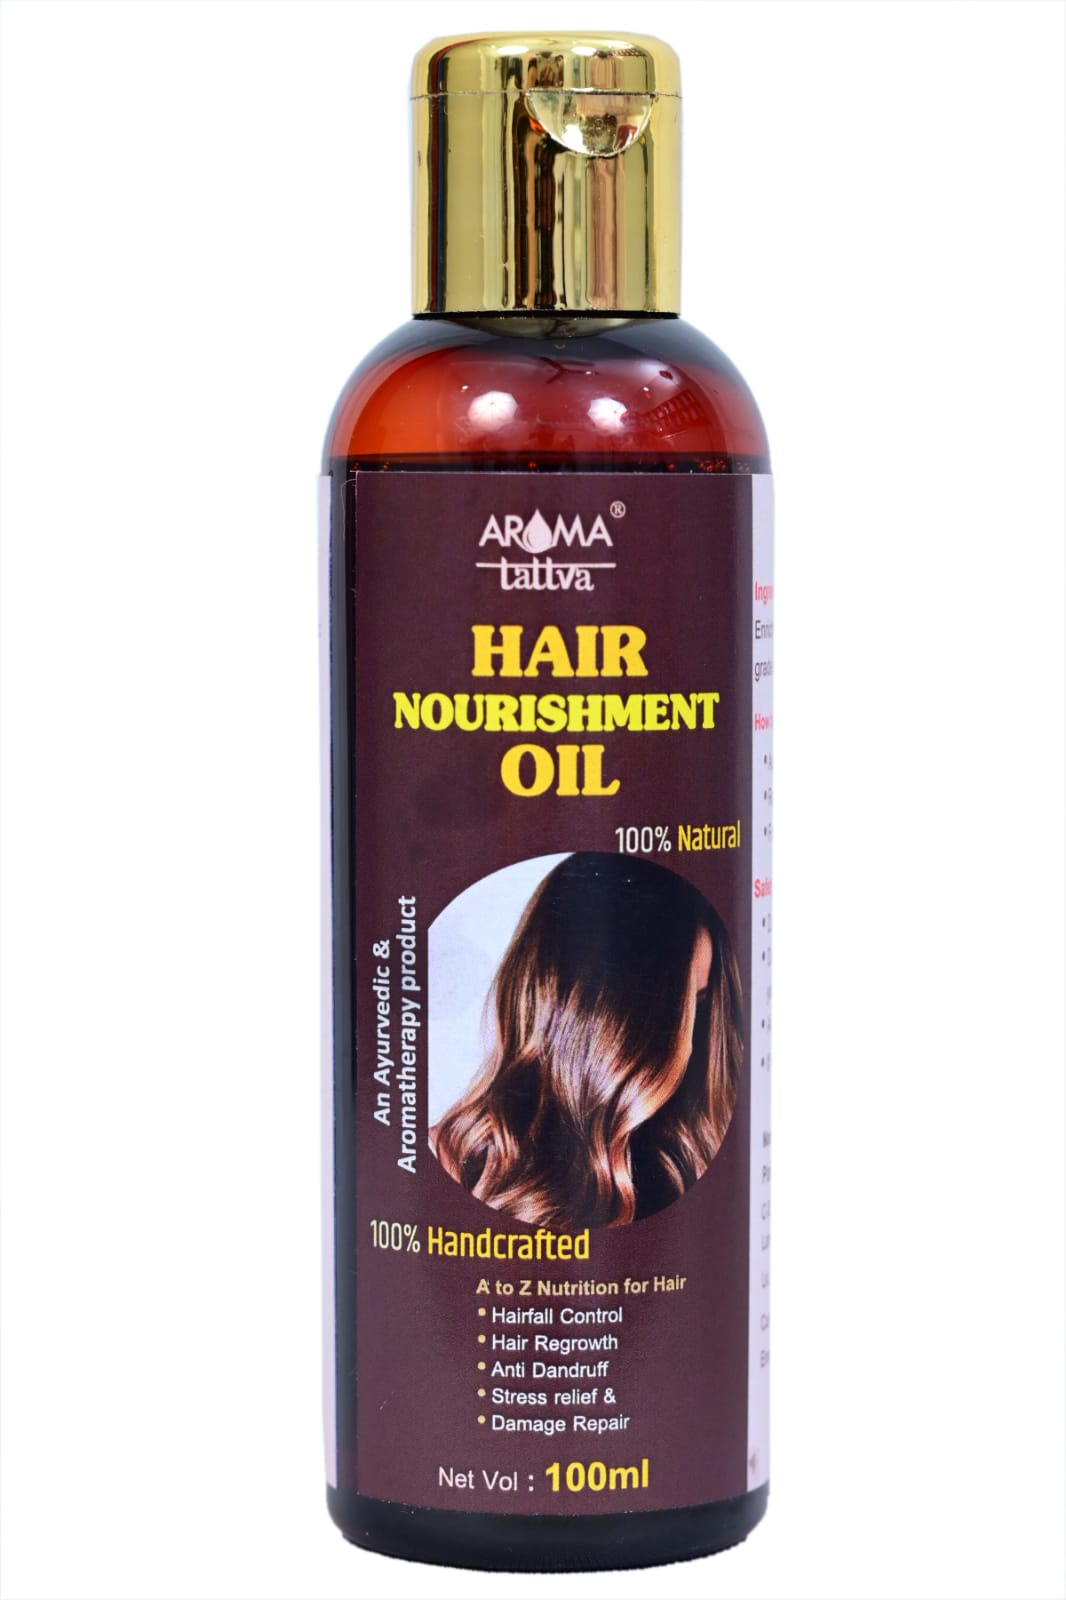 AROMA®
tattva
HAIR
NOURISHMENT
OIL
100% Natural
An Ayurvedic &
Aromatherapy product
100% Handcrafted
A to Z Nutrition for Hair
• Hairfall Control
• Hair Regrowth
• Anti Dandruff
• Stress relief &
• Damage Repair
Net Vol : 100ml